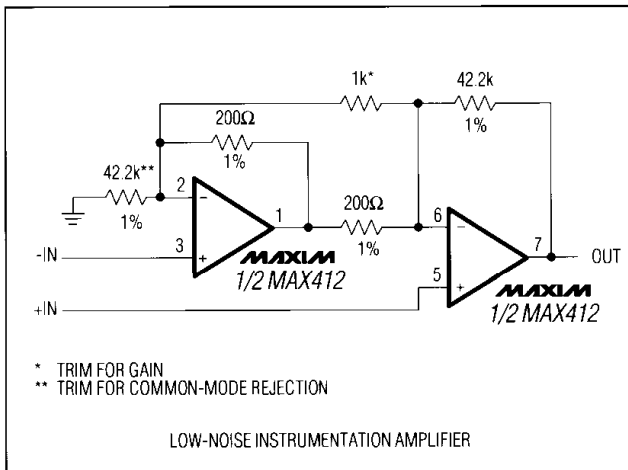 1k*
42.2k
1%
200Ω
1%
42.2k**
1%
2
-
3
+
1
200Ω
1%
6
-
5
+
7
OUT
-IN
+IN
MAXIM
1/2 MAX412
MAXIM
1/2 MAX412
* TRIM FOR GAIN
** TRIM FOR COMMON-MODE REJECTION
LOW-NOISE INSTRUMENTATION AMPLIFIER